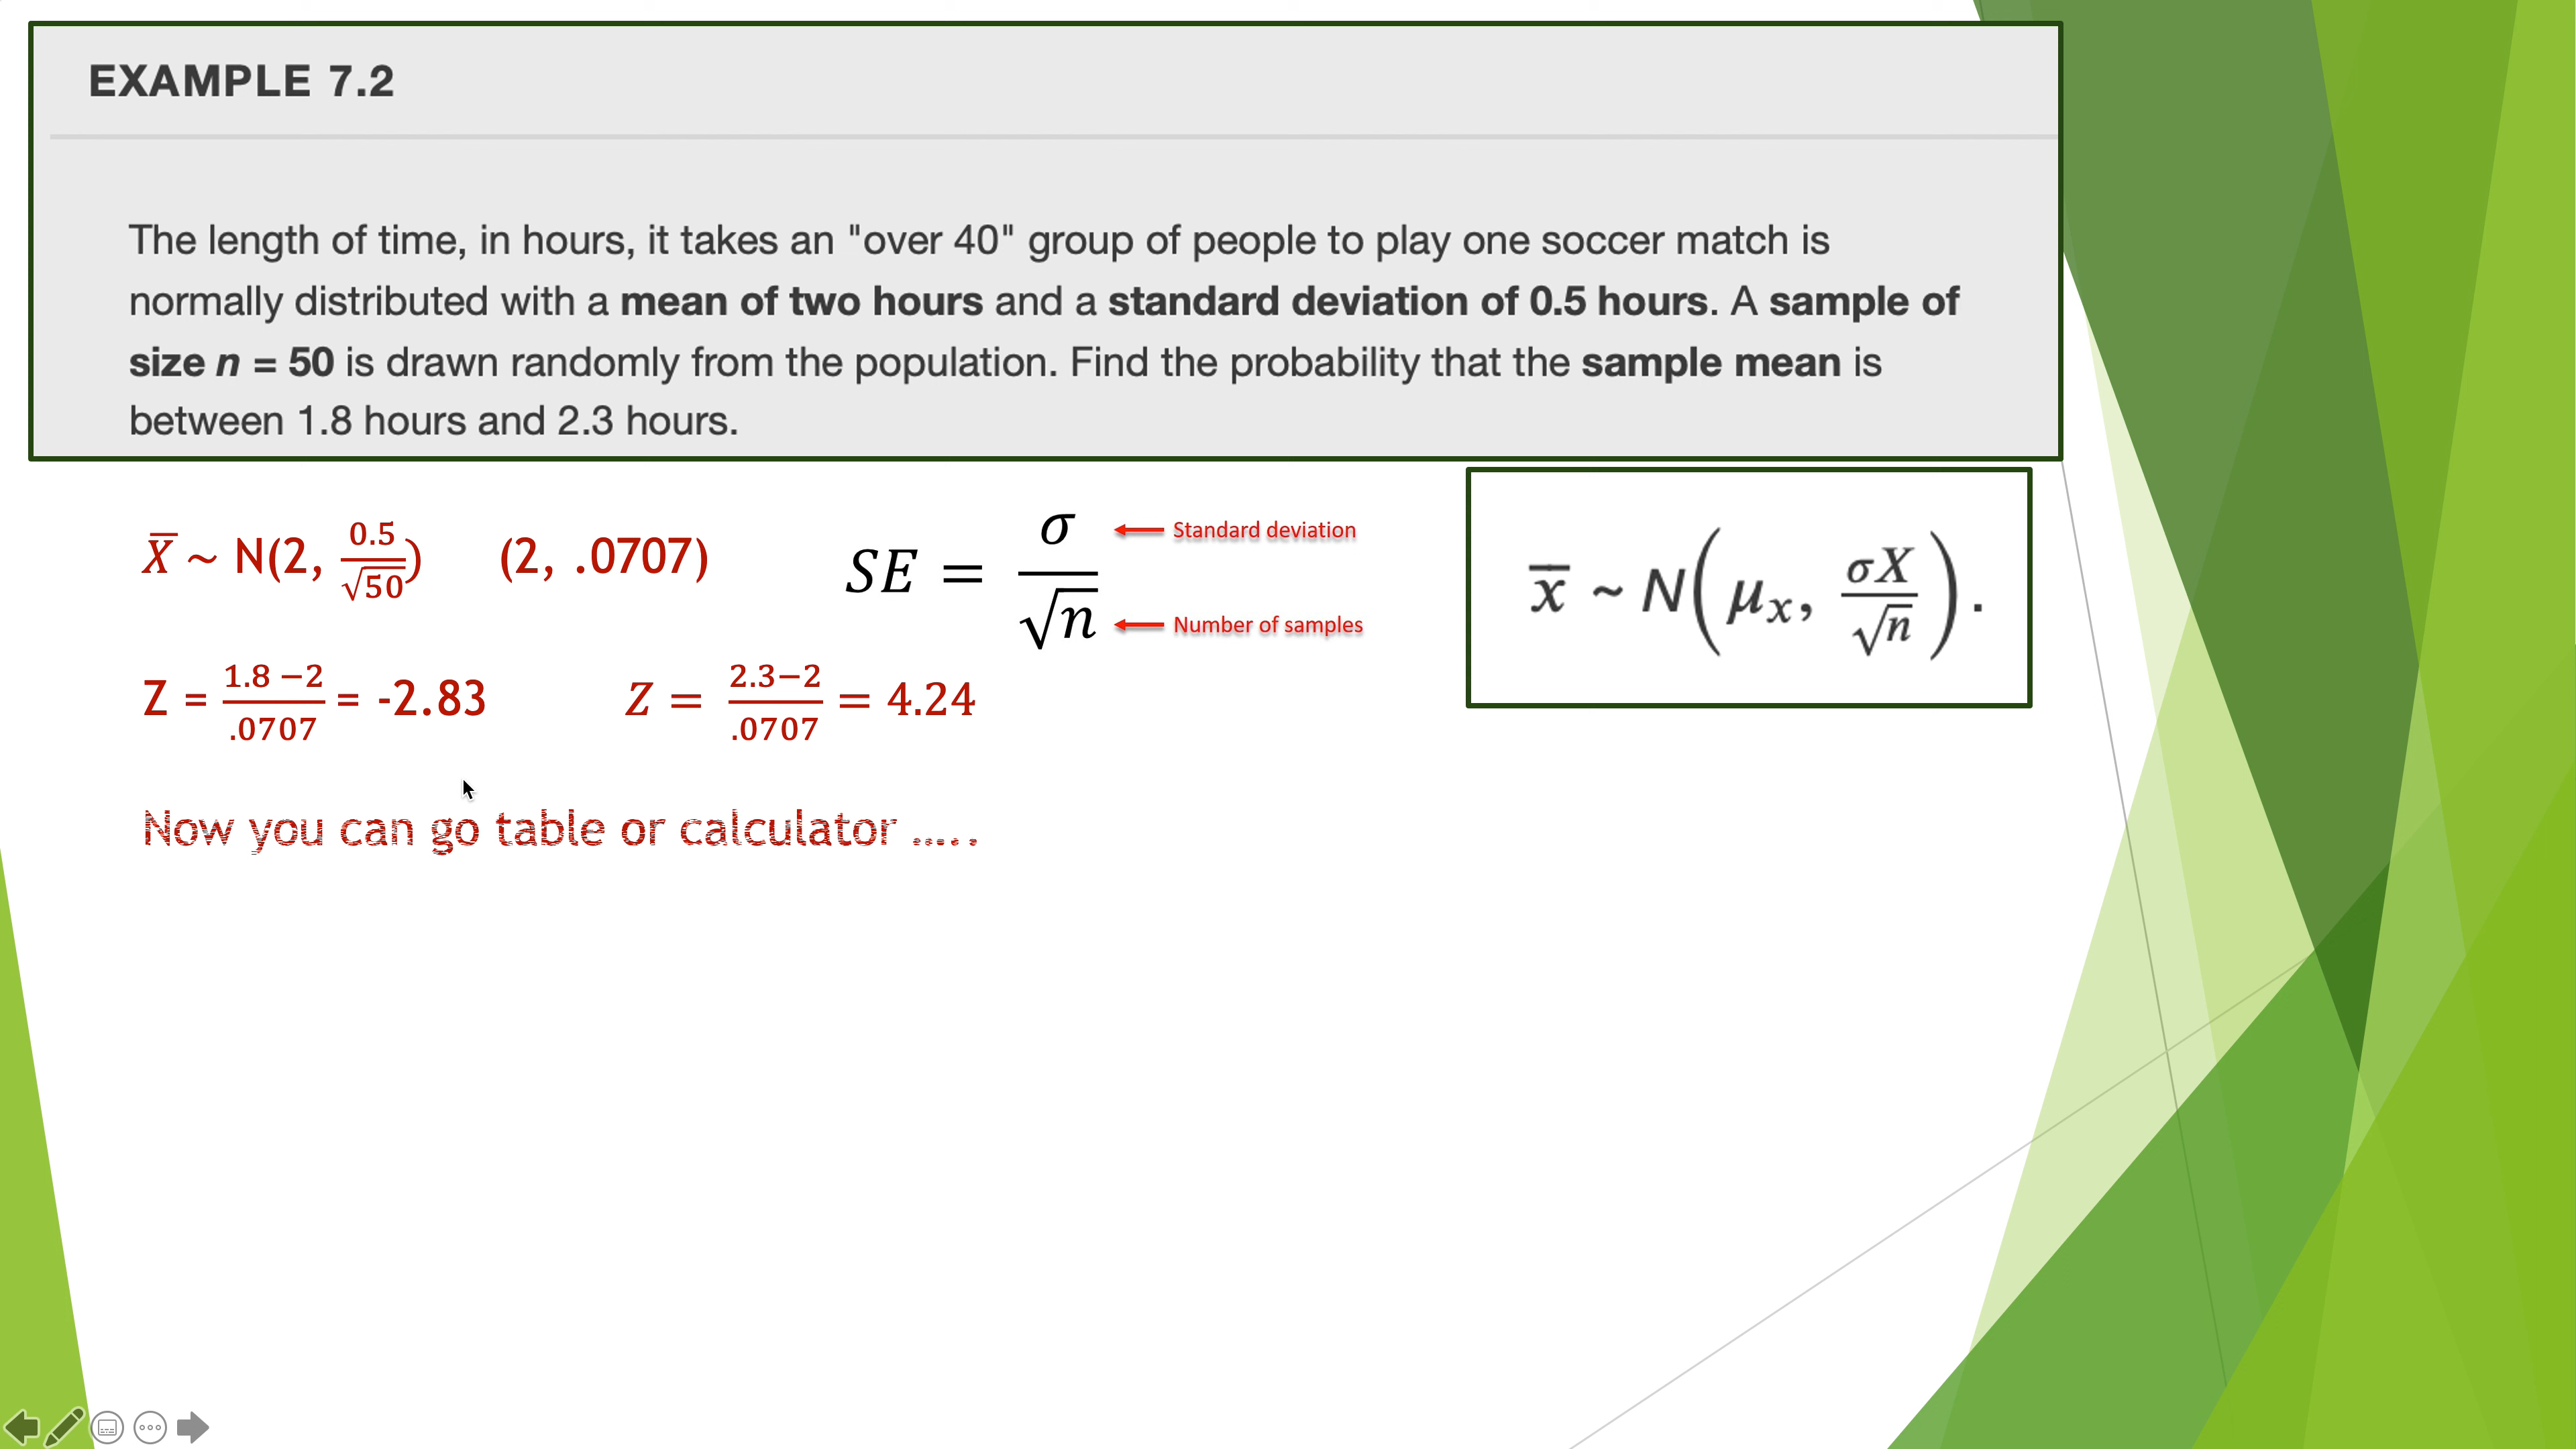 EXAMPLE 7.2
The length of time, in hours, it takes an "over 40" group of people to play one soccer match is
normally distributed with a mean of two hours and a standard deviation of 0.5 hours. A sample of
size n = 50 is drawn randomly from the population. Find the probability that the sample mean is
between 1.8 hours and 2.3 hours.
X̅ ~ N(2, 0.5/√50) (2, .0707)
SE = σ/√n
Standard deviation
Number of samples
x̅ ~ N(μx, σX/√n).
Z = (1.8 −2)/.0707 = -2.83
Z = (2.3−2)/.0707 = 4.24
Now you can go table or calculator .....